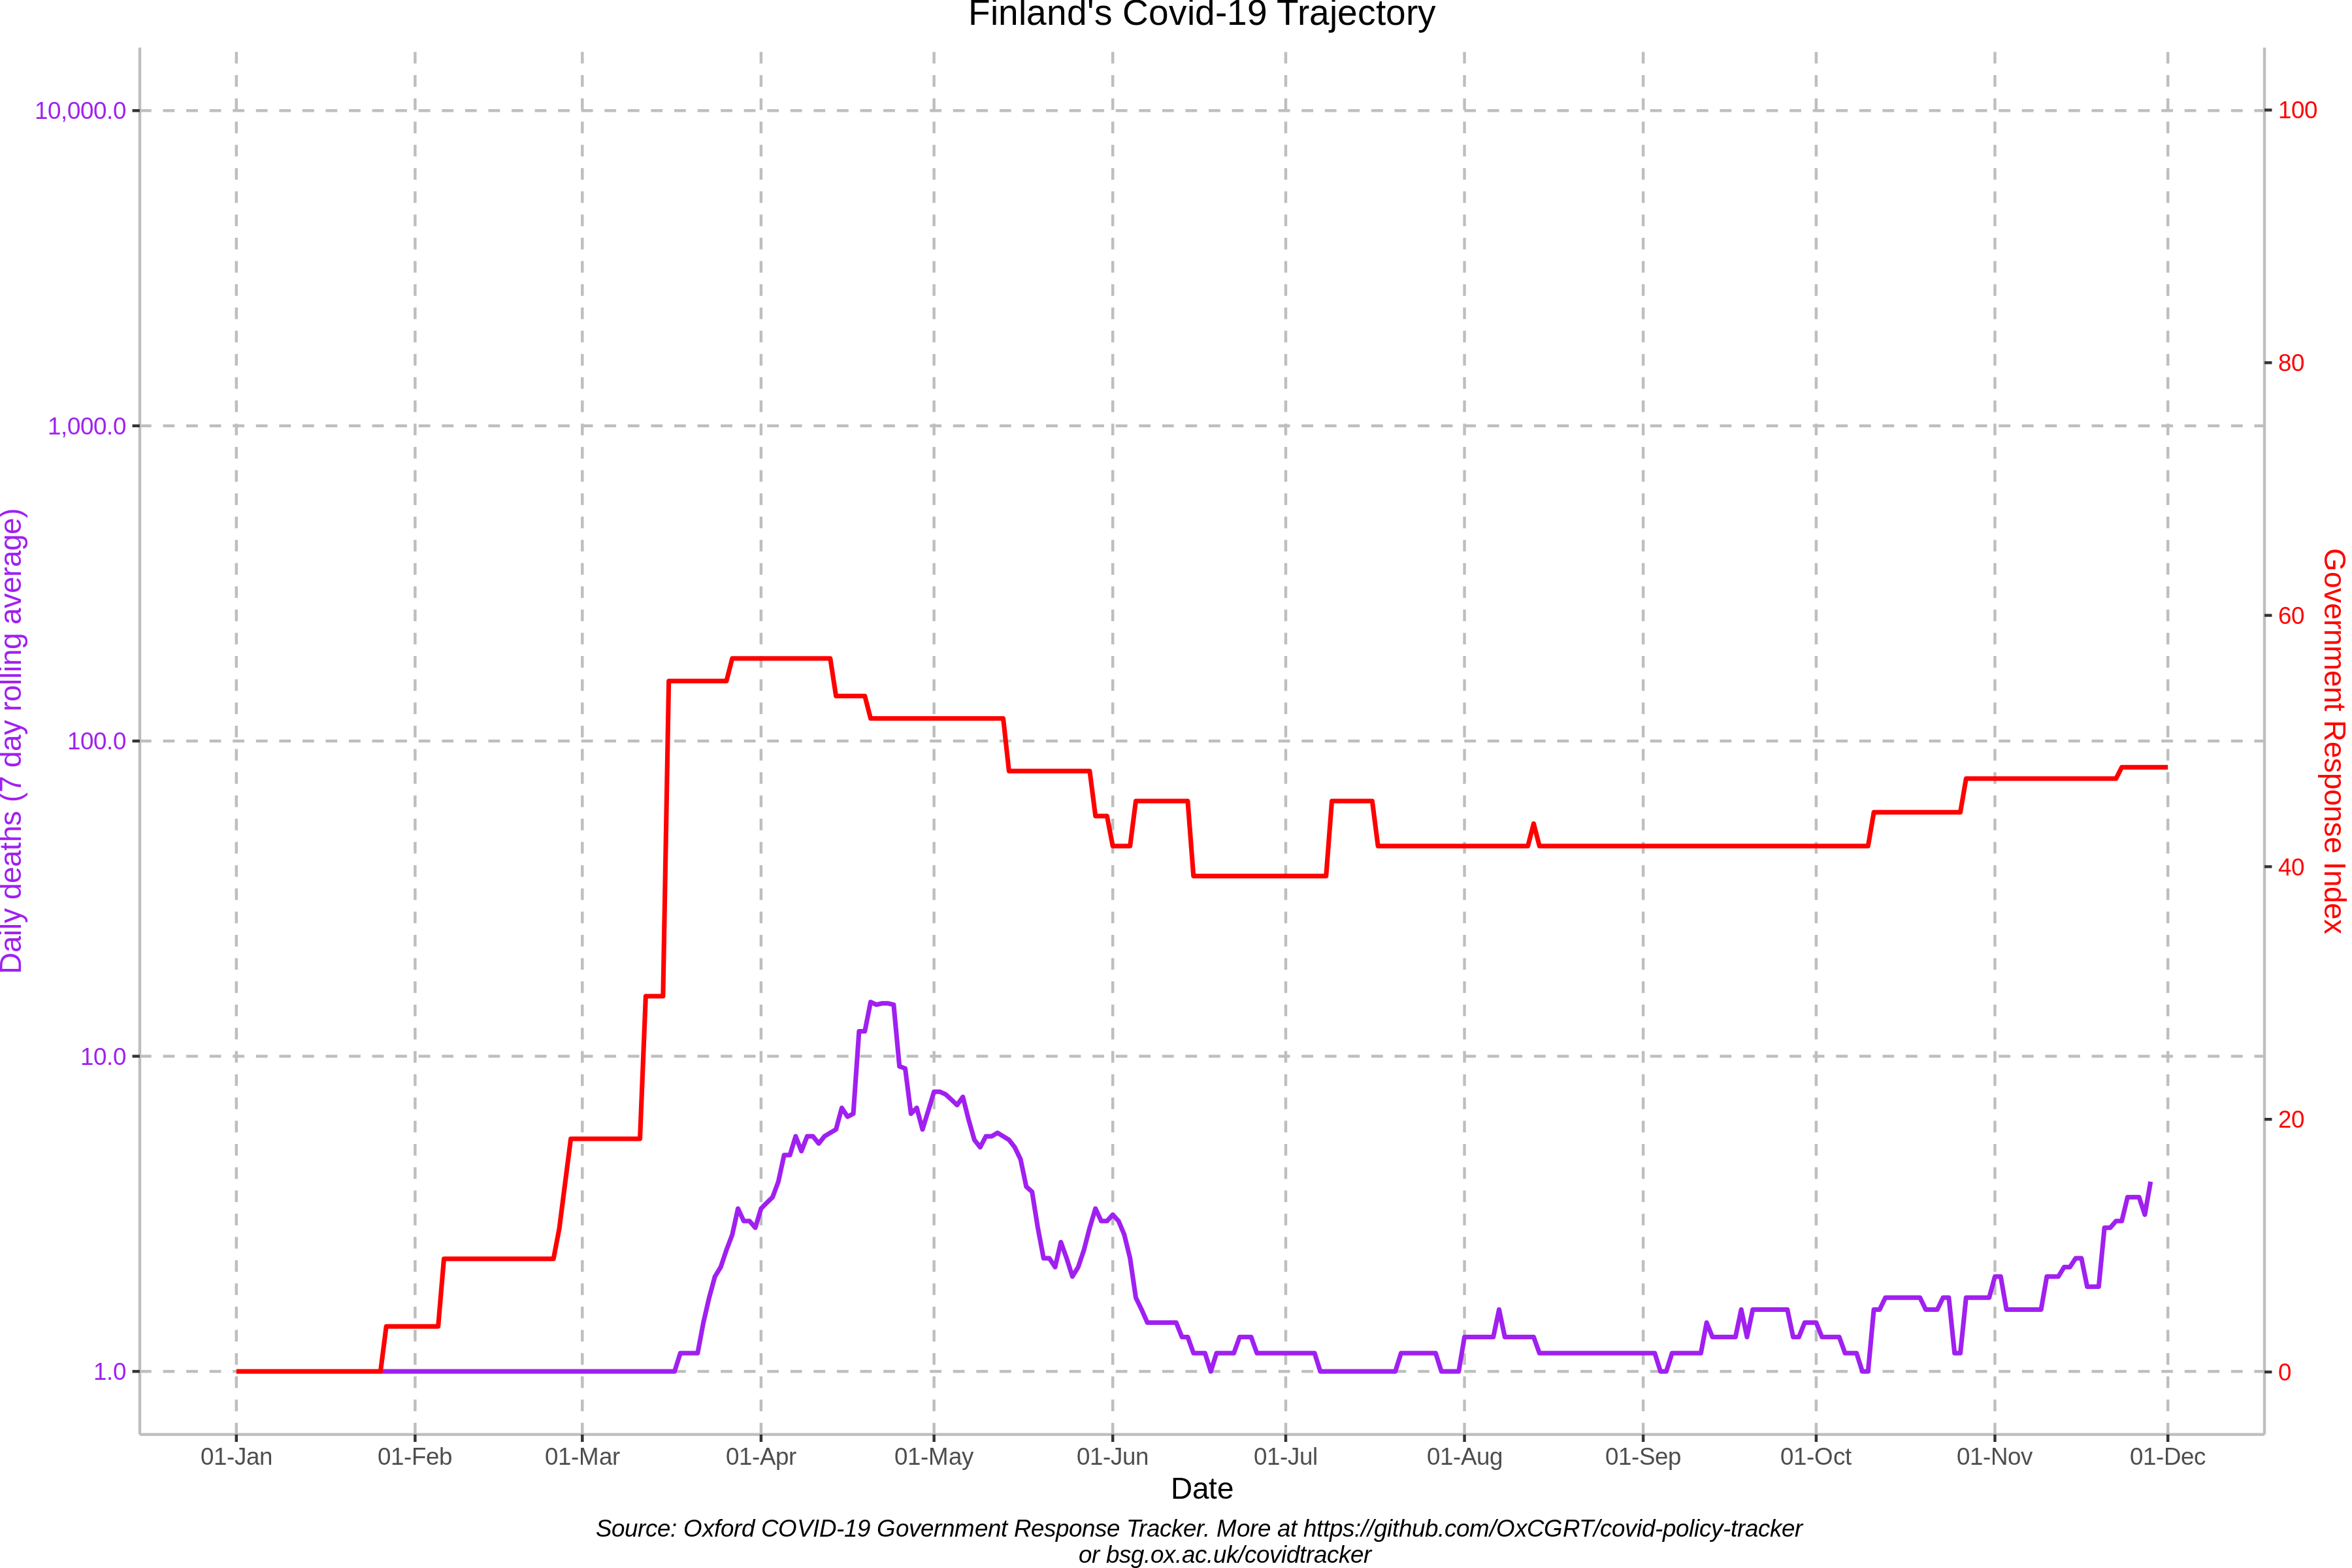 Finland's Covid-19 Trajectory
10,000.0
1,000.0
100.0
10.0
1.0
Daily deaths (7 day rolling average)
100
80
60
40
20
0
Government Response Index
01-Jan 01-Feb 01-Mar 01-Apr 01-May 01-Jun 01-Jul 01-Aug 01-Sep 01-Oct 01-Nov 01-Dec
Date
Source: Oxford COVID-19 Government Response Tracker. More at https://github.com/OxCGRT/covid-policy-tracker
or bsg.ox.ac.uk/covidtracker